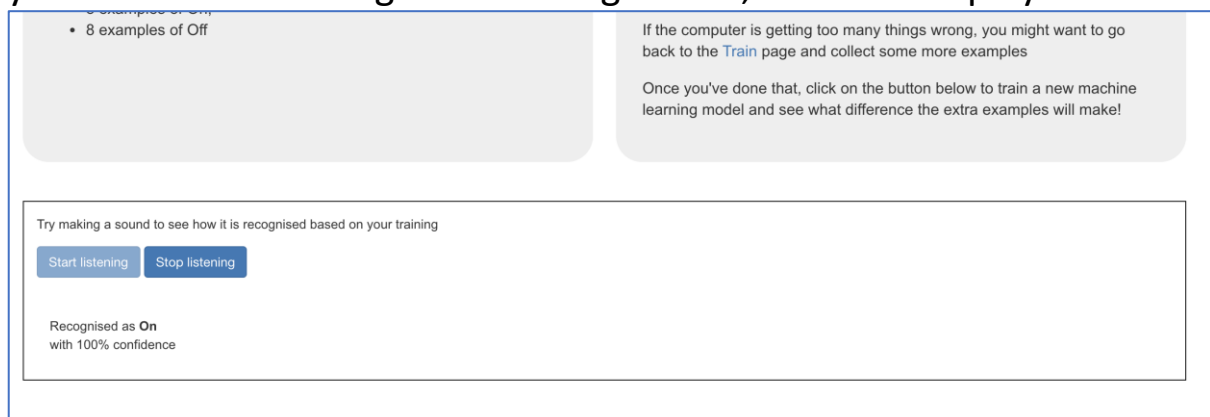 • 8 examples of Off
If the computer is getting too many things wrong, you might want to go
back to the Train page and collect some more examples
Once you've done that, click on the button below to train a new machine
learning model and see what difference the extra examples will make!
Try making a sound to see how it is recognised based on your training
Start listening Stop listening
Recognised as On
with 100% confidence